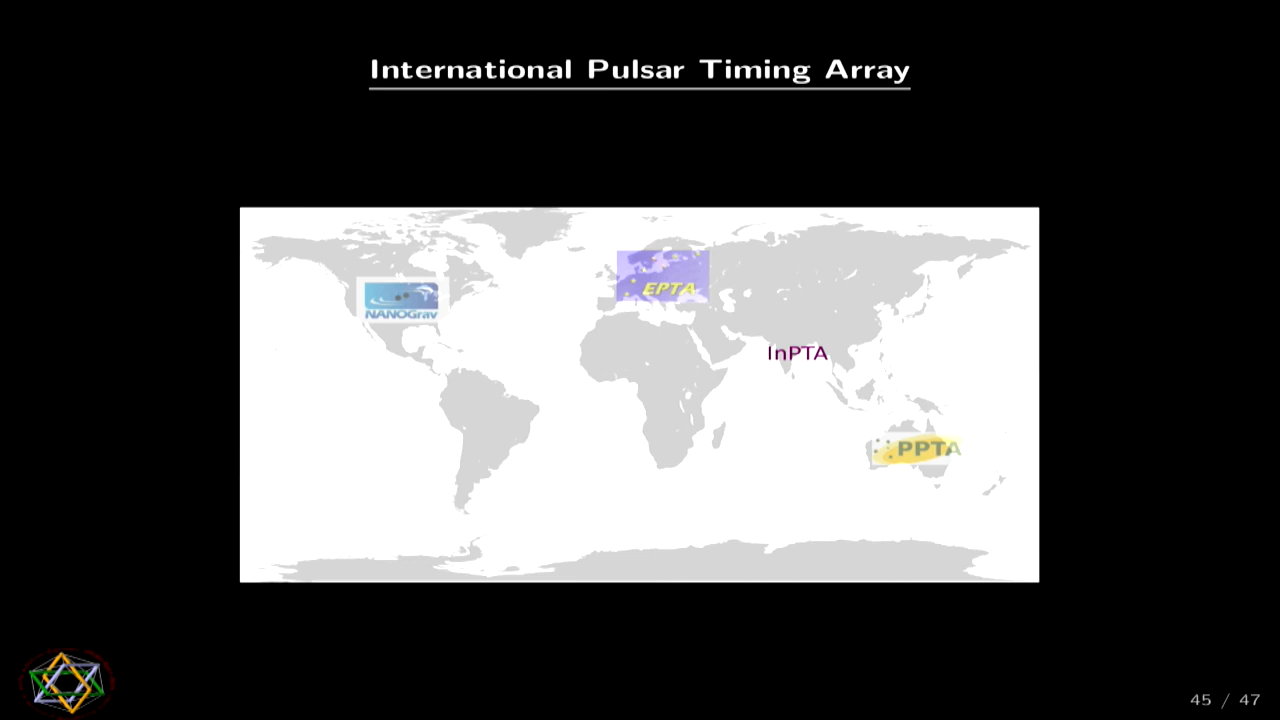 International Pulsar Timing Array
EPTA
NANOGrav
InPTA
PPTA
45 / 47